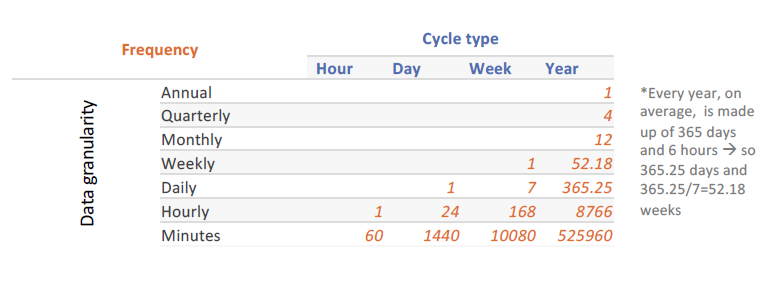 Frequency
Cycle type
Hour Day Week Year
Data granularity
Annual 1
Quarterly 4
Monthly 12
Weekly 1 52.18
Daily 1 7 365.25
Hourly 1 24 168 8766
Minutes 60 1440 10080 525960
*Every year, on
average, is made
up of 365 days
and 6 hours → so
365.25 days and
365.25/7=52.18
weeks